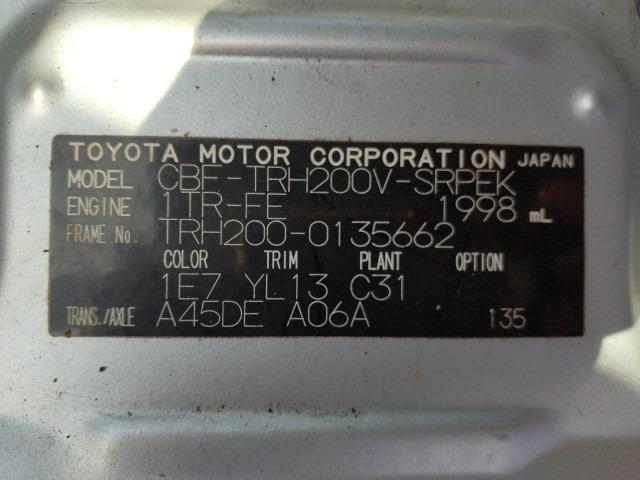 TOYOTA MOTOR CORPORATION JAPAN
MODEL CBF-TRH200V-SRPEK
ENGINE 1TR-FE 1998 mL
FRAME No. TRH200-0135662
COLOR TRIM PLANT OPTION
1E7 YL13 C31
TRANS./AXLE A45DE A06A 135